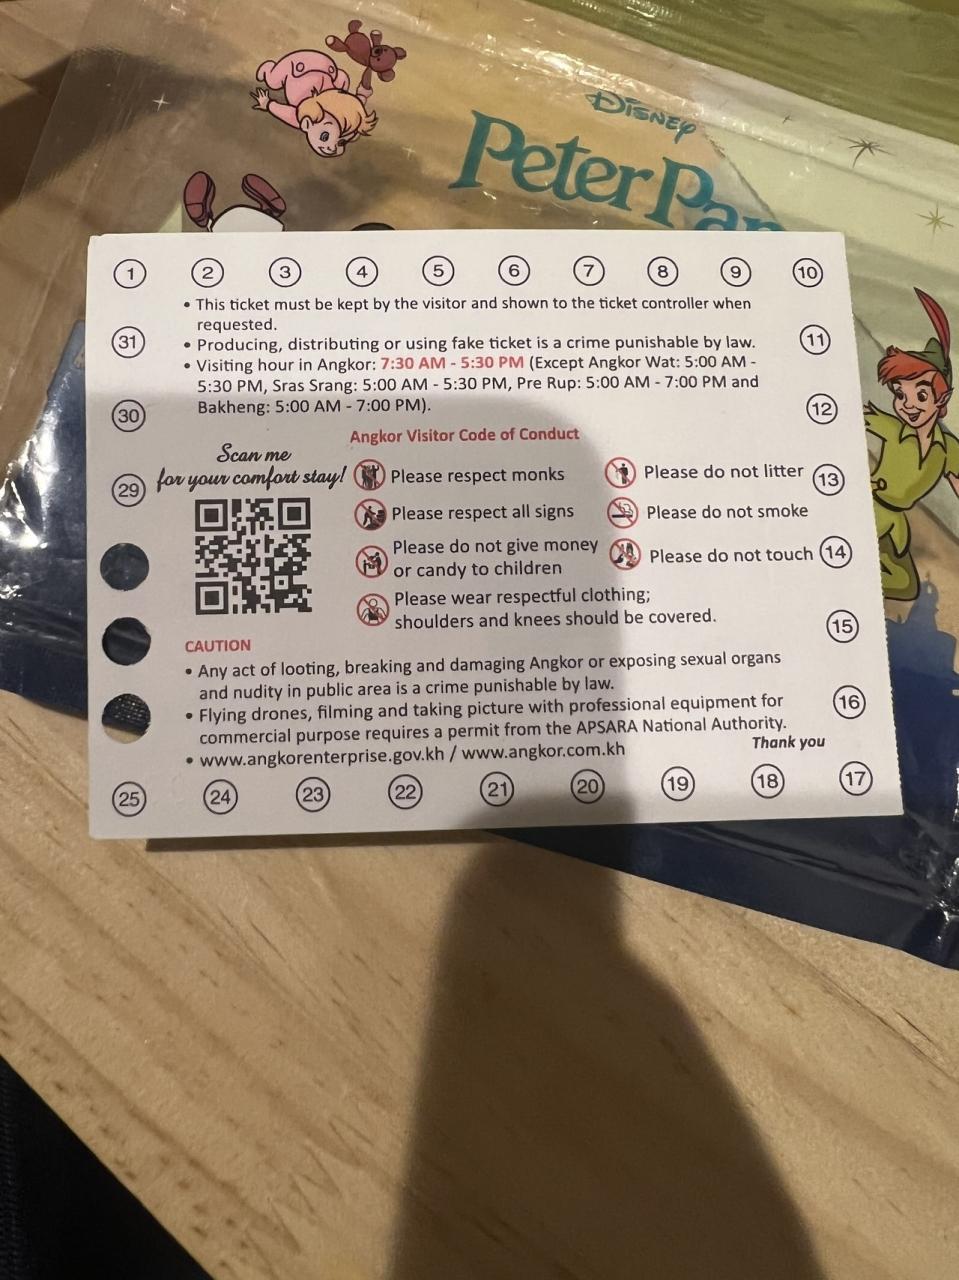 Disney
Peter Pan
1 2 3 4 5 6 7 8 9 10
• This ticket must be kept by the visitor and shown to the ticket controller when
requested.
31
• Producing, distributing or using fake ticket is a crime punishable by law.
11
• Visiting hour in Angkor: 7:30 AM - 5:30 PM (Except Angkor Wat: 5:00 AM -
5:30 PM, Sras Srang: 5:00 AM - 5:30 PM, Pre Rup: 5:00 AM - 7:00 PM and
Bakheng: 5:00 AM - 7:00 PM).
30
12
Angkor Visitor Code of Conduct
Scan me
for your comfort stay!
29
Please respect monks
Please do not litter
13
Please respect all signs
Please do not smoke
Please do not give money
or candy to children
Please do not touch
14
Please wear respectful clothing;
shoulders and knees should be covered.
15
CAUTION
• Any act of looting, breaking and damaging Angkor or exposing sexual organs
and nudity in public area is a crime punishable by law.
• Flying drones, filming and taking picture with professional equipment for
commercial purpose requires a permit from the APSARA National Authority.
16
• www.angkorenterprise.gov.kh / www.angkor.com.kh
Thank you
25 24 23 22 21 20 19 18 17